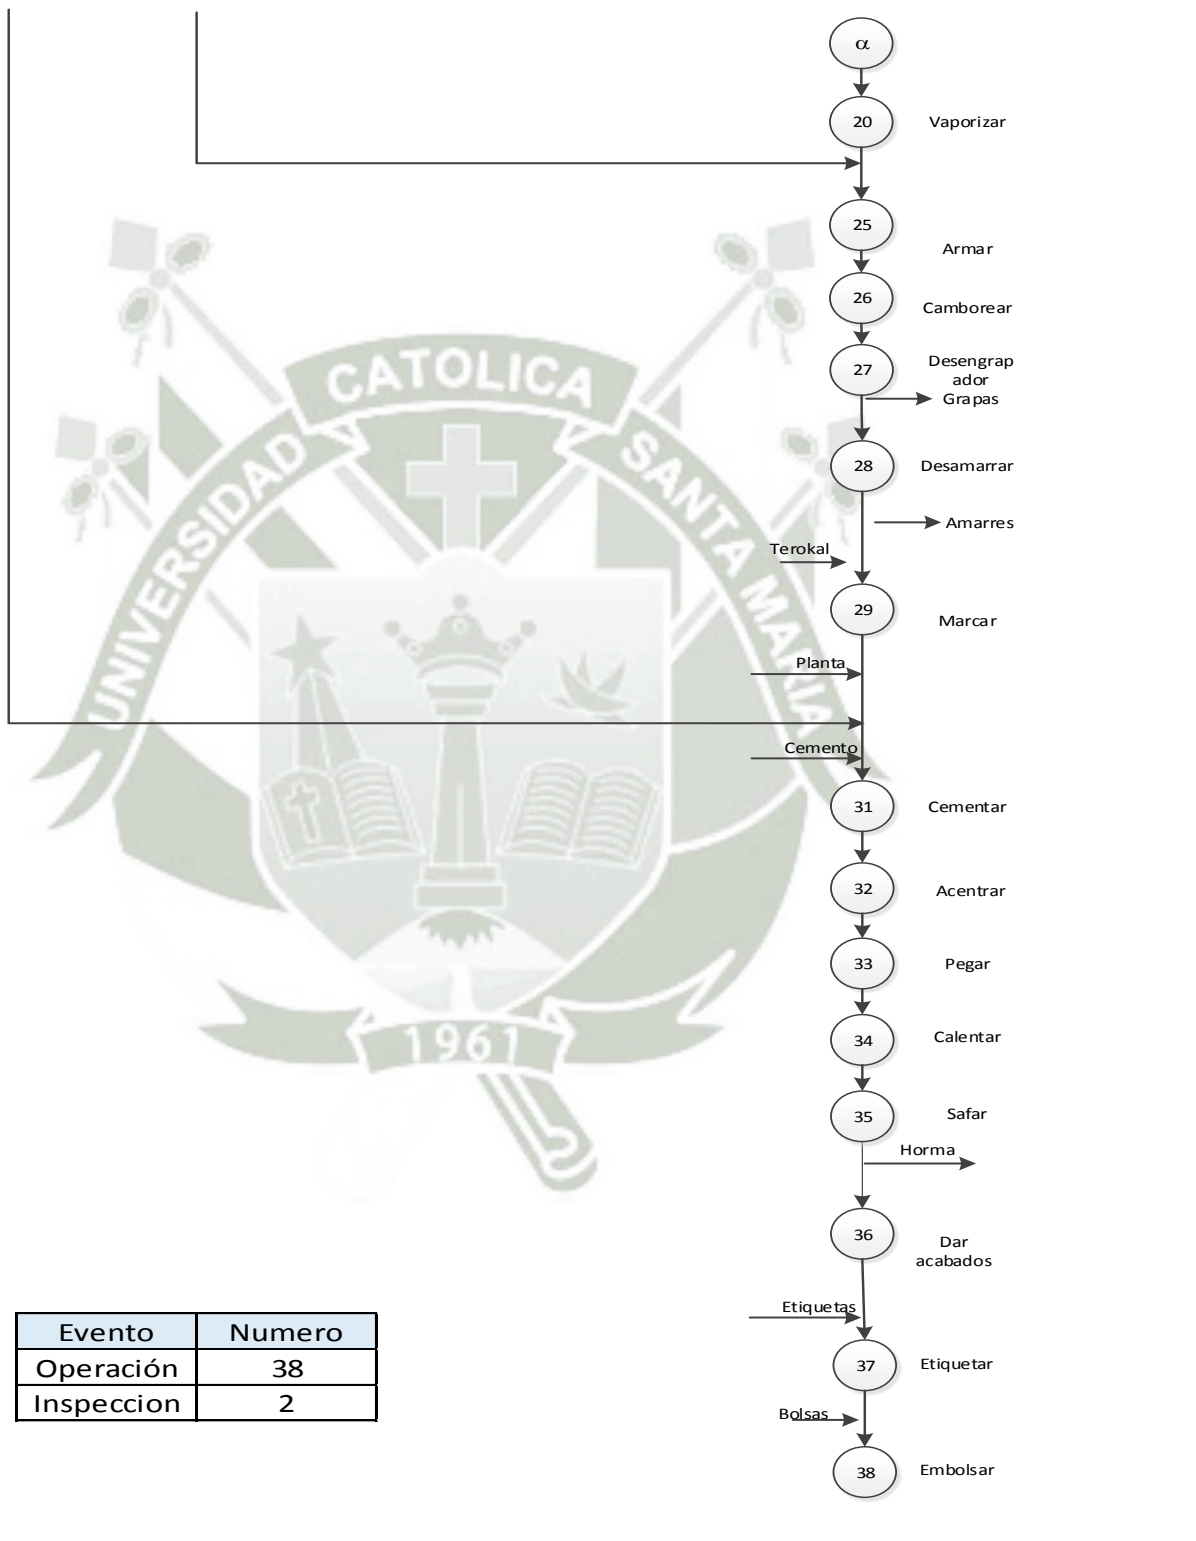 α
20
Vaporizar
25
Armar
26
Camborear
27
Desengrap
ador
Grapas
28
Desamarrar
Amarres
Terokal
29
Marcar
Planta
Cemento
31
Cementar
32
Acentrar
33
Pegar
34
Calentar
35
Safar
Horma
36
Dar
acabados
Etiquetas
37
Etiquetar
Bolsas
38
Embolsar
Evento Numero
Operación 38
Inspeccion 2
UNIVERSIDAD CATOLICA SANTA MARIA
1961